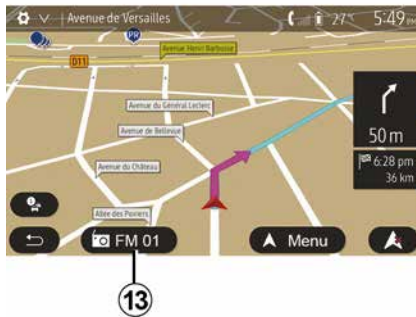 Avenue de Versailles
27°
5:49 PM
PR
Avenue Henri Barbusse
D11
Avenue du Général Leclerc
Avenue de Bellevue
50 m
Avenue du Château
6:28 pm
36 km
Allée des Poiriers
FM 01
Menu
13